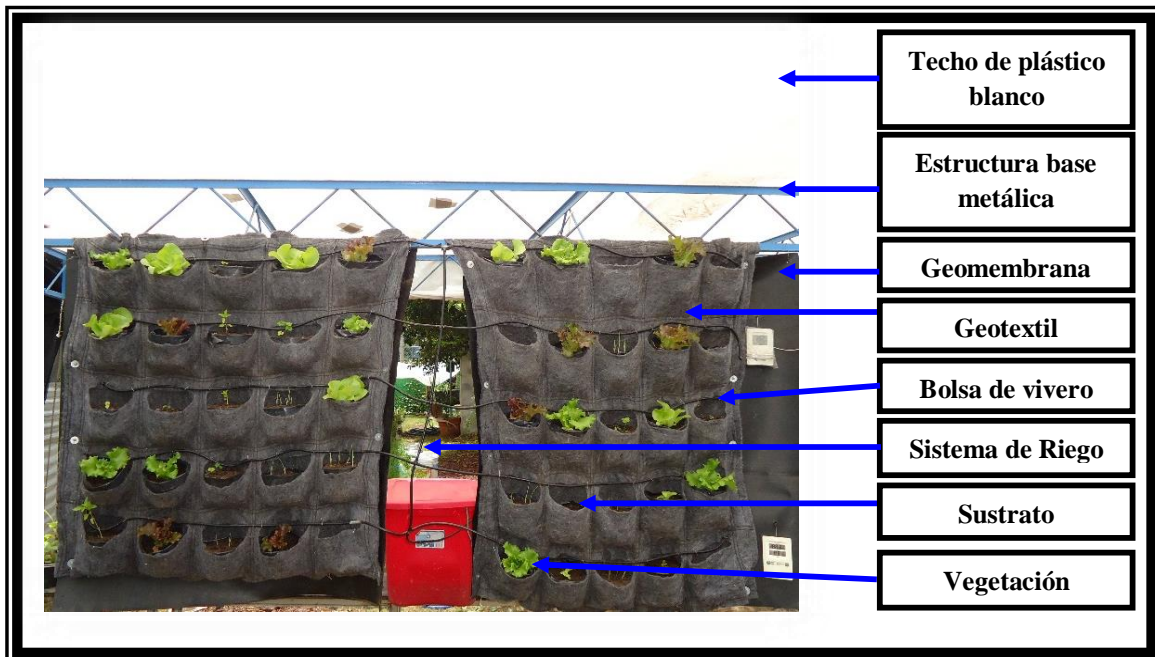 Techo de plástico
blanco
Estructura base
metálica
Geomembrana
Geotextil
Bolsa de vivero
Sistema de Riego
Sustrato
Vegetación